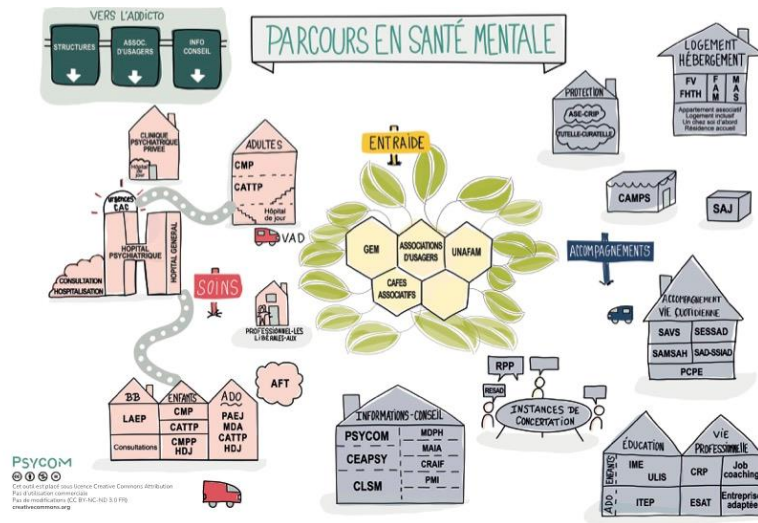 VERS L'ADDICTO
STRUCTURES
ASSOC. D'USAGERS
INFO CONSEIL
PARCOURS EN SANTÉ MENTALE
LOGEMENT
HÉBERGEMENT
FV
FHTH
FAM
MAS
Appartement associatif
Logement inclusif
Un chez soi d'abord
Résidence accueil
PROTECTION
ASE-CRIP
TUTELLE-CURATELLE
CLINIQUE
PSYCHIATRIQUE
PRIVEE
Hôpital
de jour
ADULTES
CMP
CATTP
Hôpital
de jour
VAD
ENTRAIDE
CAMPS
SAJ
urgences
CAC
HOPITAL
PSYCHIATRIQUE
HOPITAL GENERAL
CONSULTATION
HOSPITALISATION
SOINS
PROFESSIONNEL·LES
LIBERALES·AUX
GEM
ASSOCIATIONS
D'USAGERS
UNAFAM
CAFES
ASSOCIATIFS
ACCOMPAGNEMENTS
ACCOMPAGNEMENT
VIE QUOTIDIENNE
SAVS
SESSAD
SAMSAH
SAD-SSIAD
PCPE
RPP
RESAD
INSTANCES DE
CONCERTATION
AFT
BB
LAEP
Consultations
ENFANTS
CMP
CATTP
CMPP
HDJ
ADO
PAEJ
MDA
CATTP
HDJ
INFORMATIONS-CONSEIL
PSYCOM
CEAPSY
CLSM
MDPH
MAIA
CRAIF
PMI
ÉDUCATION
VIE
PROFESSIONNELLE
ENFANTS
IME
ULIS
CRP
Job
coaching
ADO
ITEP
ESAT
Entreprise
adaptée
PSYCOM
Cet outil est placé sous licence Creative Commons Attribution
Pas d'utilisation commerciale
Pas de modifications (CC BY-NC-ND 3.0 FR)
creativecommons.org